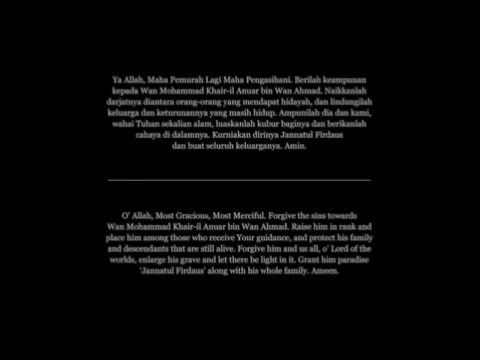 Ya Allah, Maha Pemurah Lagi Maha Pengasihani. Berilah keampunan
kepada Wan Mohammad Khair-il Anuar bin Wan Ahmad. Naikkanlah
darjatnya diantara orang-orang yang mendapat hidayah, dan lindungilah
keluarga dan keturunannya yang masih hidup. Ampunilah dia dan kami,
wahai Tuhan sekalian alam, luaskanlah kubur baginya dan berikanlah
cahaya di dalamnya. Kurniakan dirinya Jannatul Firdaus
dan buat seluruh keluarganya. Amin.
O' Allah, Most Gracious, Most Merciful. Forgive the sins towards
Wan Mohammad Khair-il Anuar bin Wan Ahmad. Raise him in rank and
place him among those who receive Your guidance, and protect his family
and descendants that are still alive. Forgive him and us all, o' Lord of the
worlds, enlarge his grave and let there be light in it. Grant him paradise
'Jannatul Firdaus' along with his whole family. Ameen.